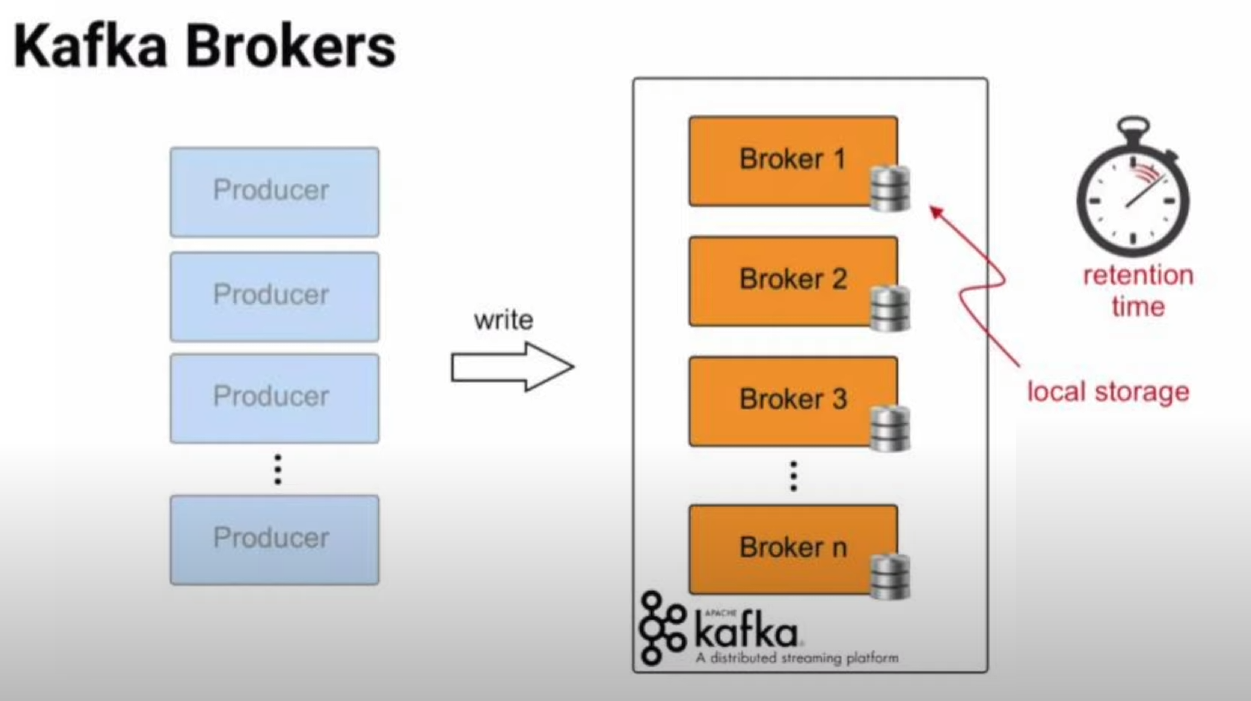 Kafka Brokers
Producer
Producer
Producer
Producer
write
Broker 1
Broker 2
Broker 3
Broker n
APACHE
kafka
A distributed streaming platform
retention
time
local storage